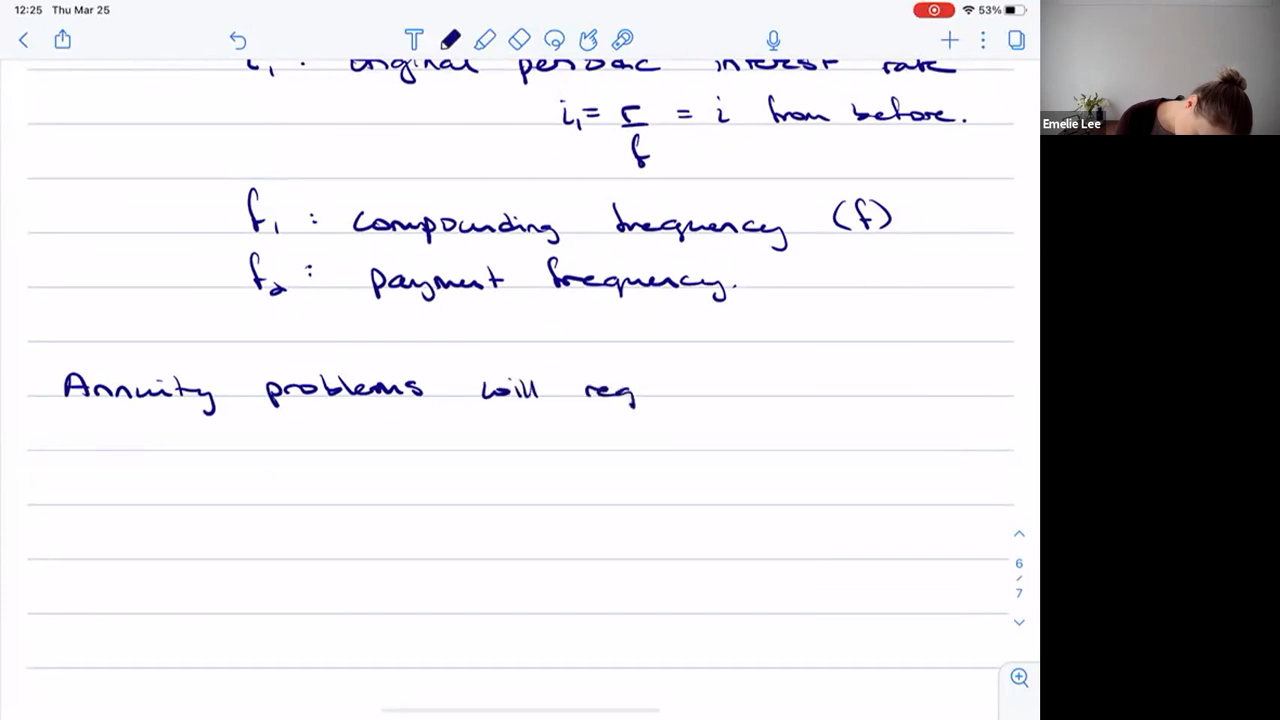 12:25 Thu Mar 25
53%
i₁ : original periodic interest rate
i₁ = r/f = i from before.
f₁ : compounding frequency (f)
f₂ : payment frequency.
Annuity problems will req
6
/
7
Emelie Lee